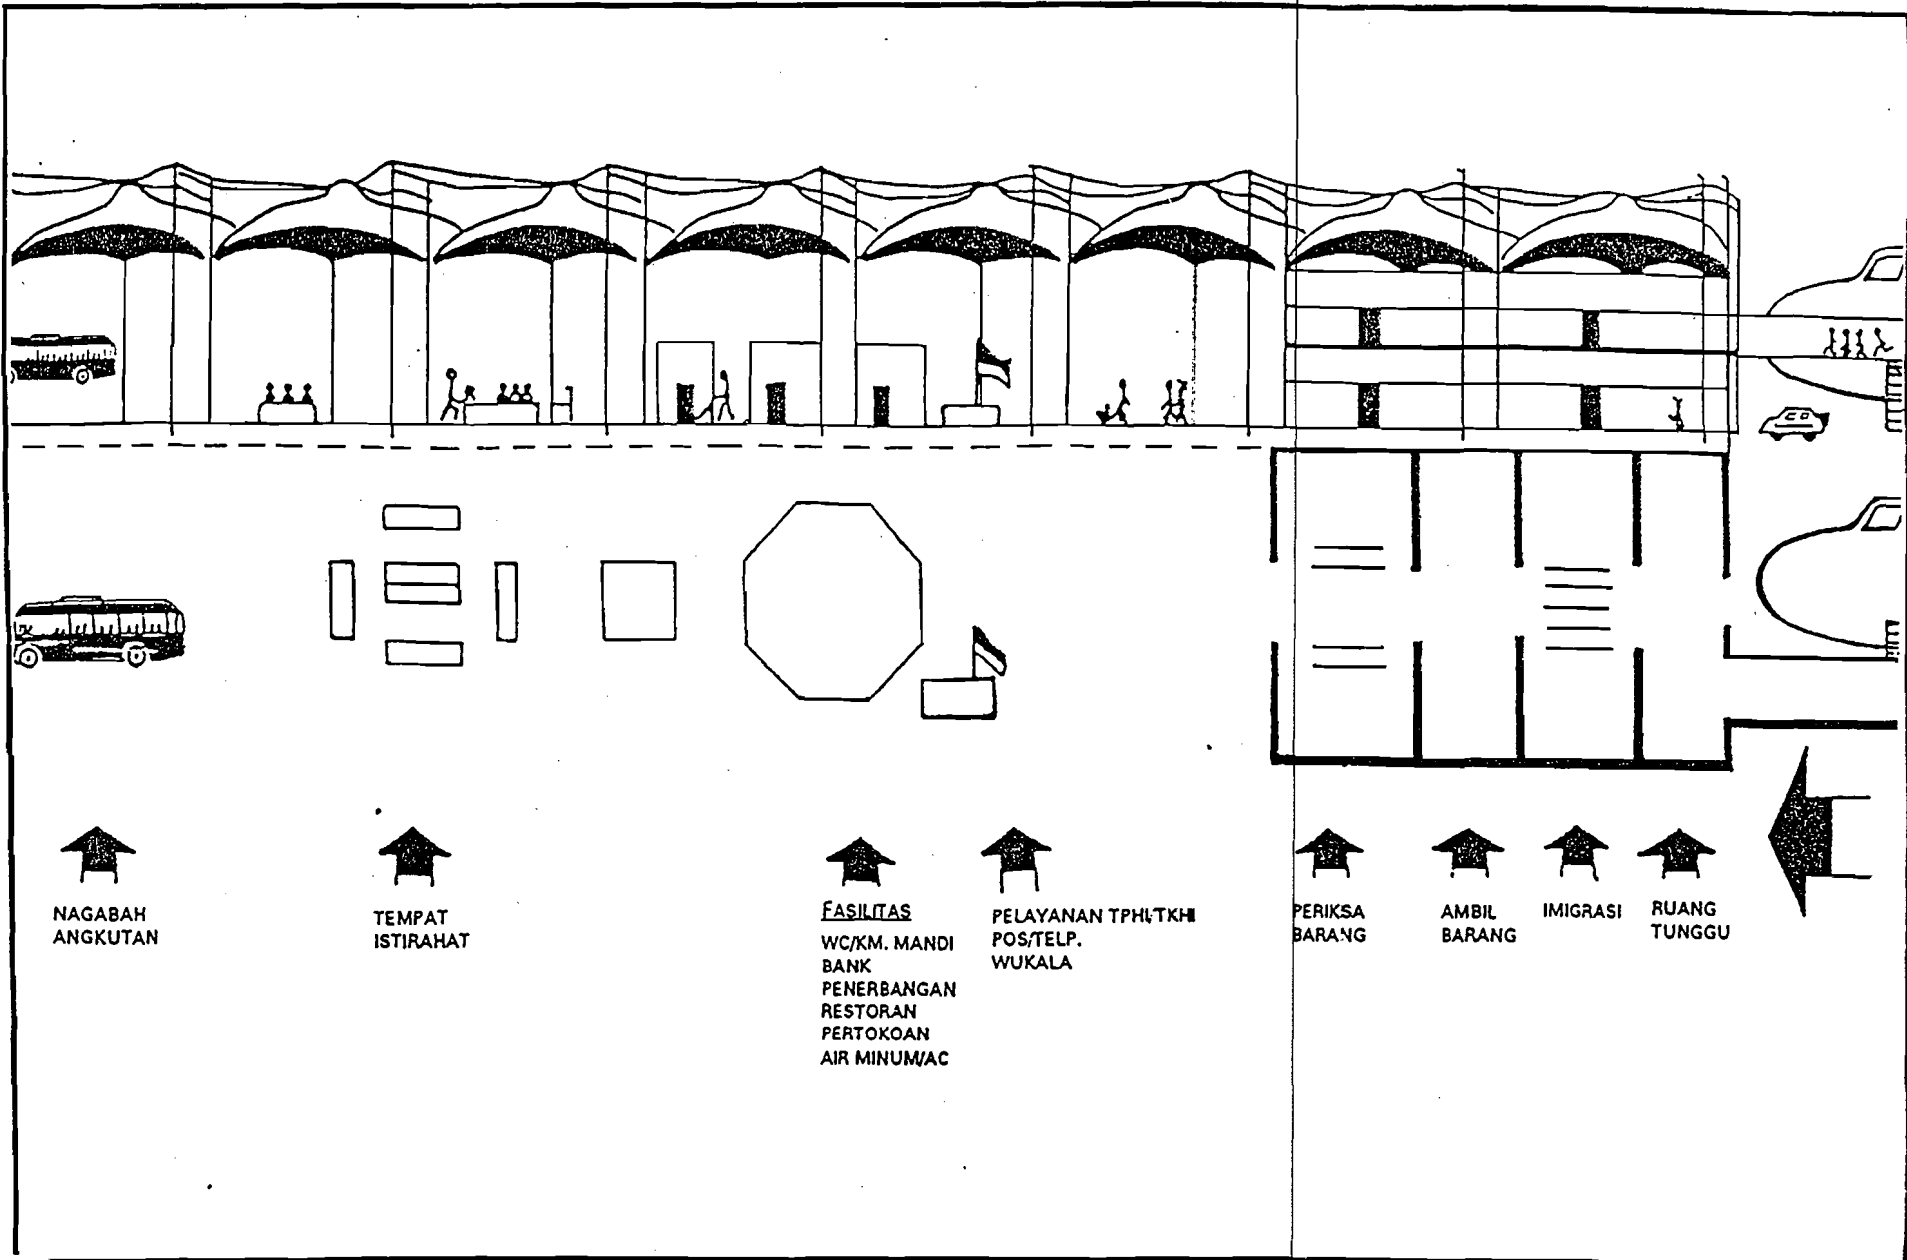 NAGABAH
ANGKUTAN
TEMPAT
ISTIRAHAT
FASILITAS
WC/KM. MANDI
BANK
PENERBANGAN
RESTORAN
PERTOKOAN
AIR MINUM/AC
PELAYANAN TPHI/TKHI
POS/TELP.
WUKALA
PERIKSA
BARANG
AMBIL
BARANG
IMIGRASI
RUANG
TUNGGU